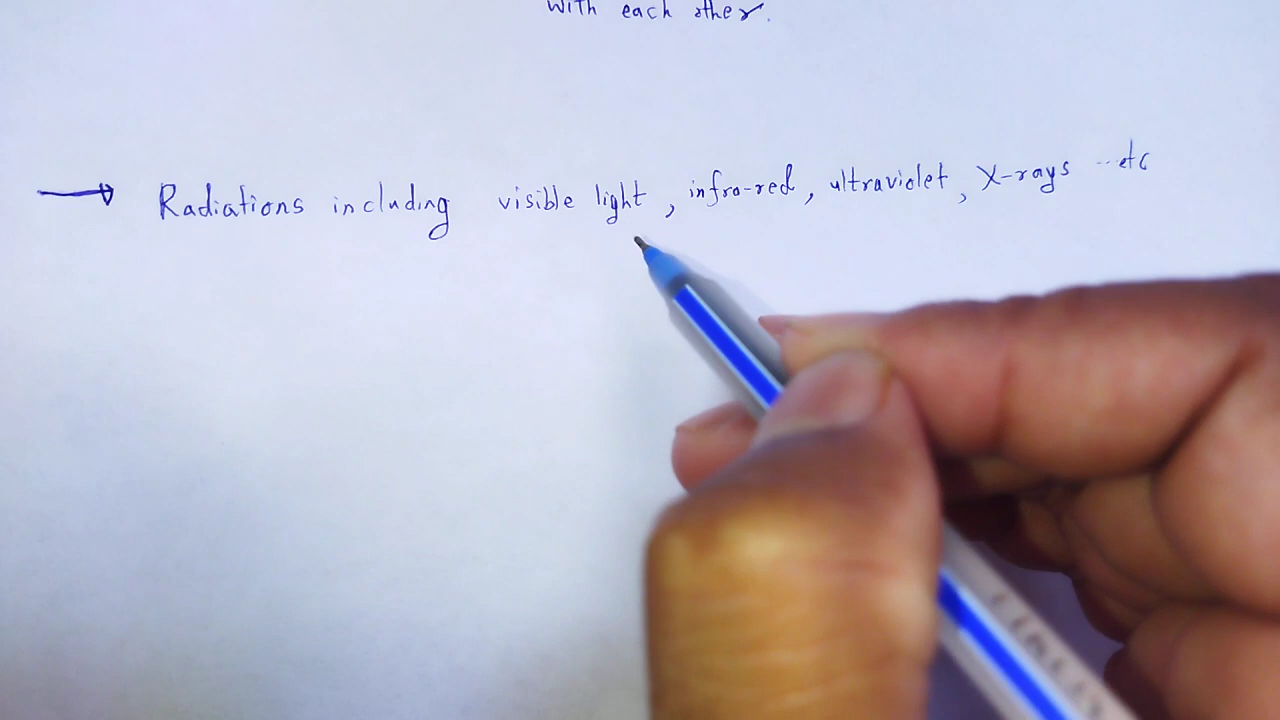 with each other.
→ Radiations including visible light, infra-red, ultraviolet, X-rays ...etc